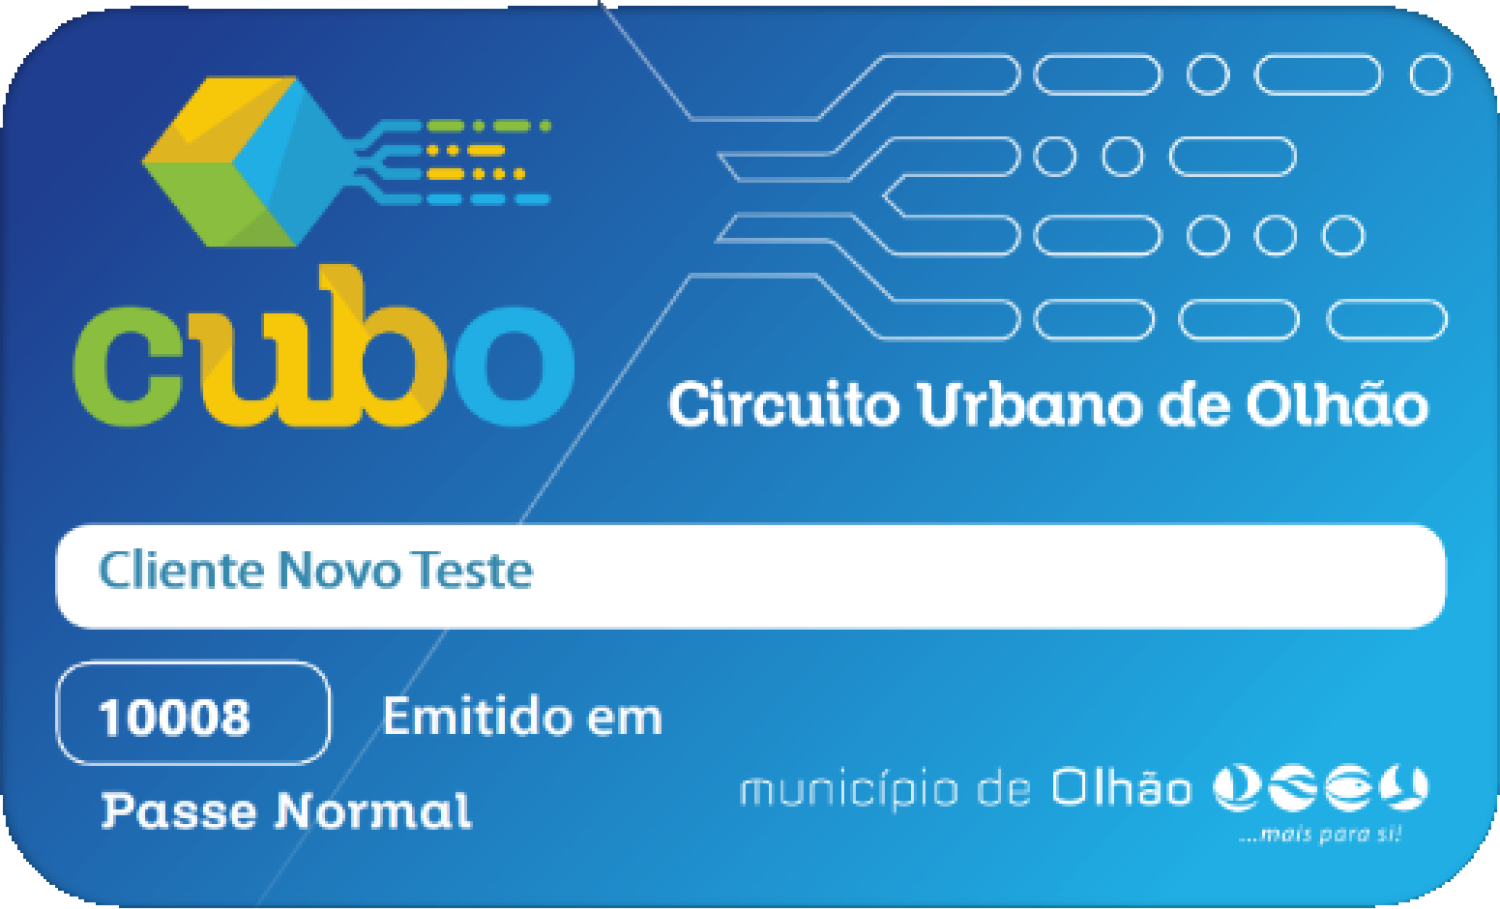 cubo
Circuito Urbano de Olhão
Cliente Novo Teste
10008 Emitido em
Passe Normal
município de Olhão
...mais para si!